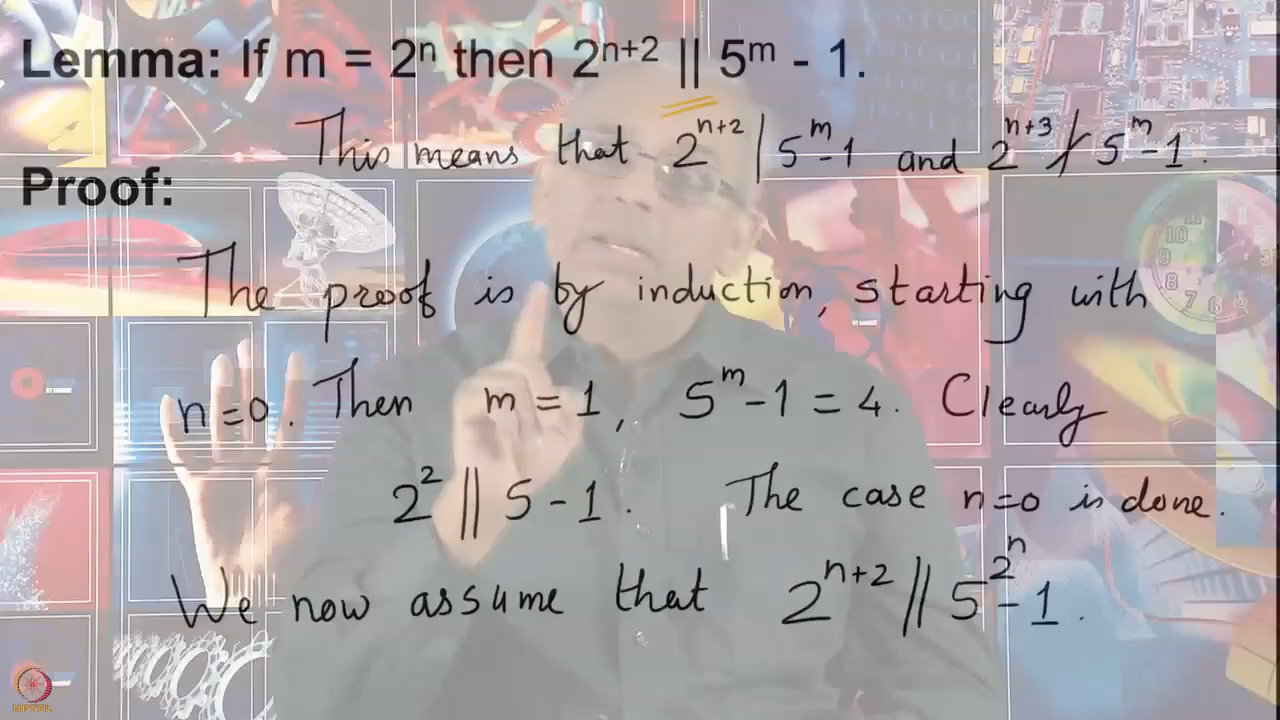 Lemma: If m = 2ⁿ then 2ⁿ⁺² || 5ᵐ - 1.
This means that 2ⁿ⁺² | 5ᵐ-1 and 2ⁿ⁺³ ∤ 5ᵐ-1.
Proof:
The proof is by induction, starting with
n=0. Then m = 1, 5ᵐ-1 = 4. Clearly
2² || 5-1. The case n=0 is done.
We now assume that 2ⁿ⁺² || 5^2ⁿ - 1.
NPTEL